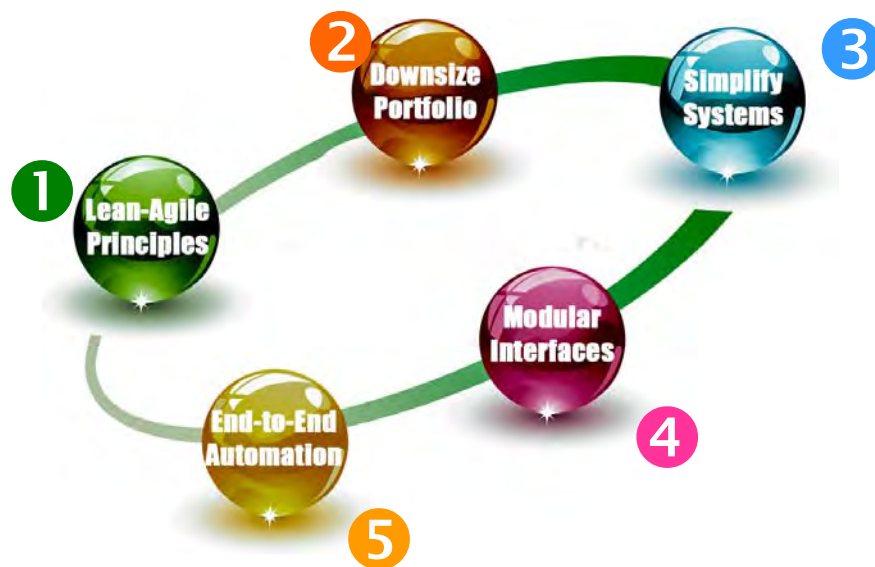 1
Lean-Agile
Principles
2
Downsize
Portfolio
3
Simplify
Systems
4
Modular
Interfaces
5
End-to-End
Automation